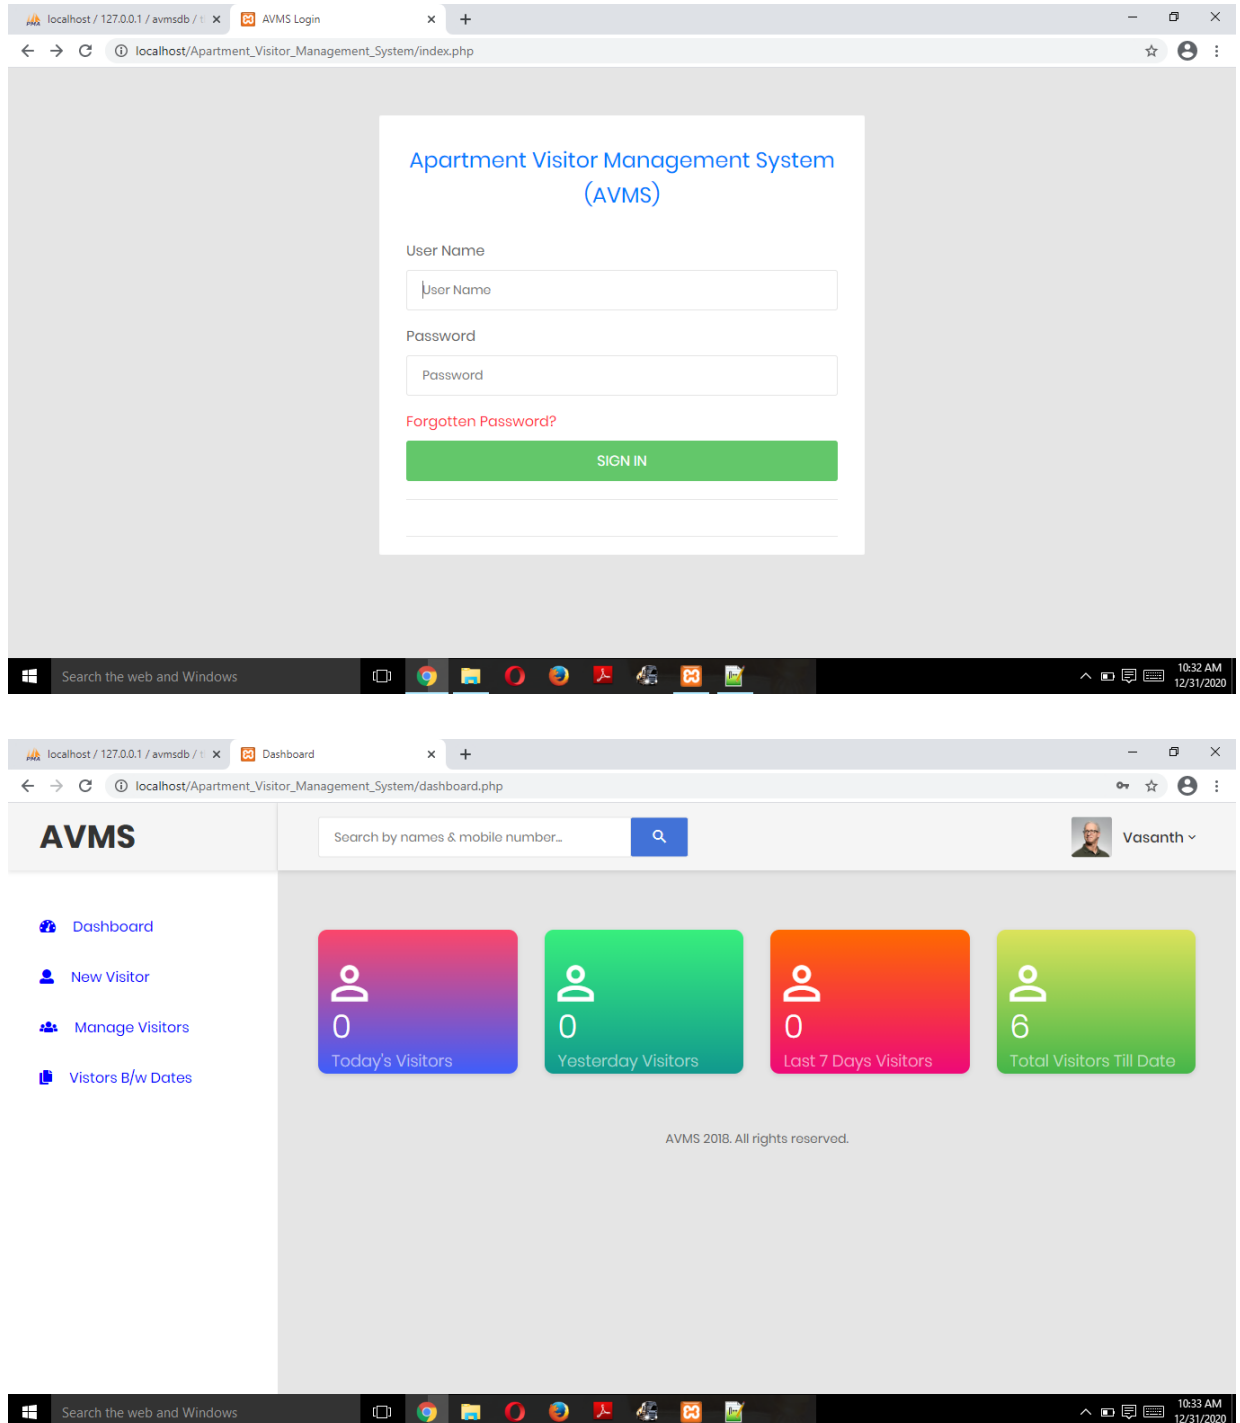 localhost / 127.0.0.1 / avmsdb / t
AVMS Login
localhost/Apartment_Visitor_Management_System/index.php
Apartment Visitor Management System
(AVMS)
User Name
User Name
Password
Password
Forgotten Password?
SIGN IN
Search the web and Windows
10:32 AM
12/31/2020
localhost / 127.0.0.1 / avmsdb / t
Dashboard
localhost/Apartment_Visitor_Management_System/dashboard.php
AVMS
Search by names & mobile number...
Vasanth
Dashboard
New Visitor
Manage Visitors
Vistors B/w Dates
0
Today's Visitors
0
Yesterday Visitors
0
Last 7 Days Visitors
6
Total Visitors Till Date
AVMS 2018. All rights reserved.
Search the web and Windows
10:33 AM
12/31/2020